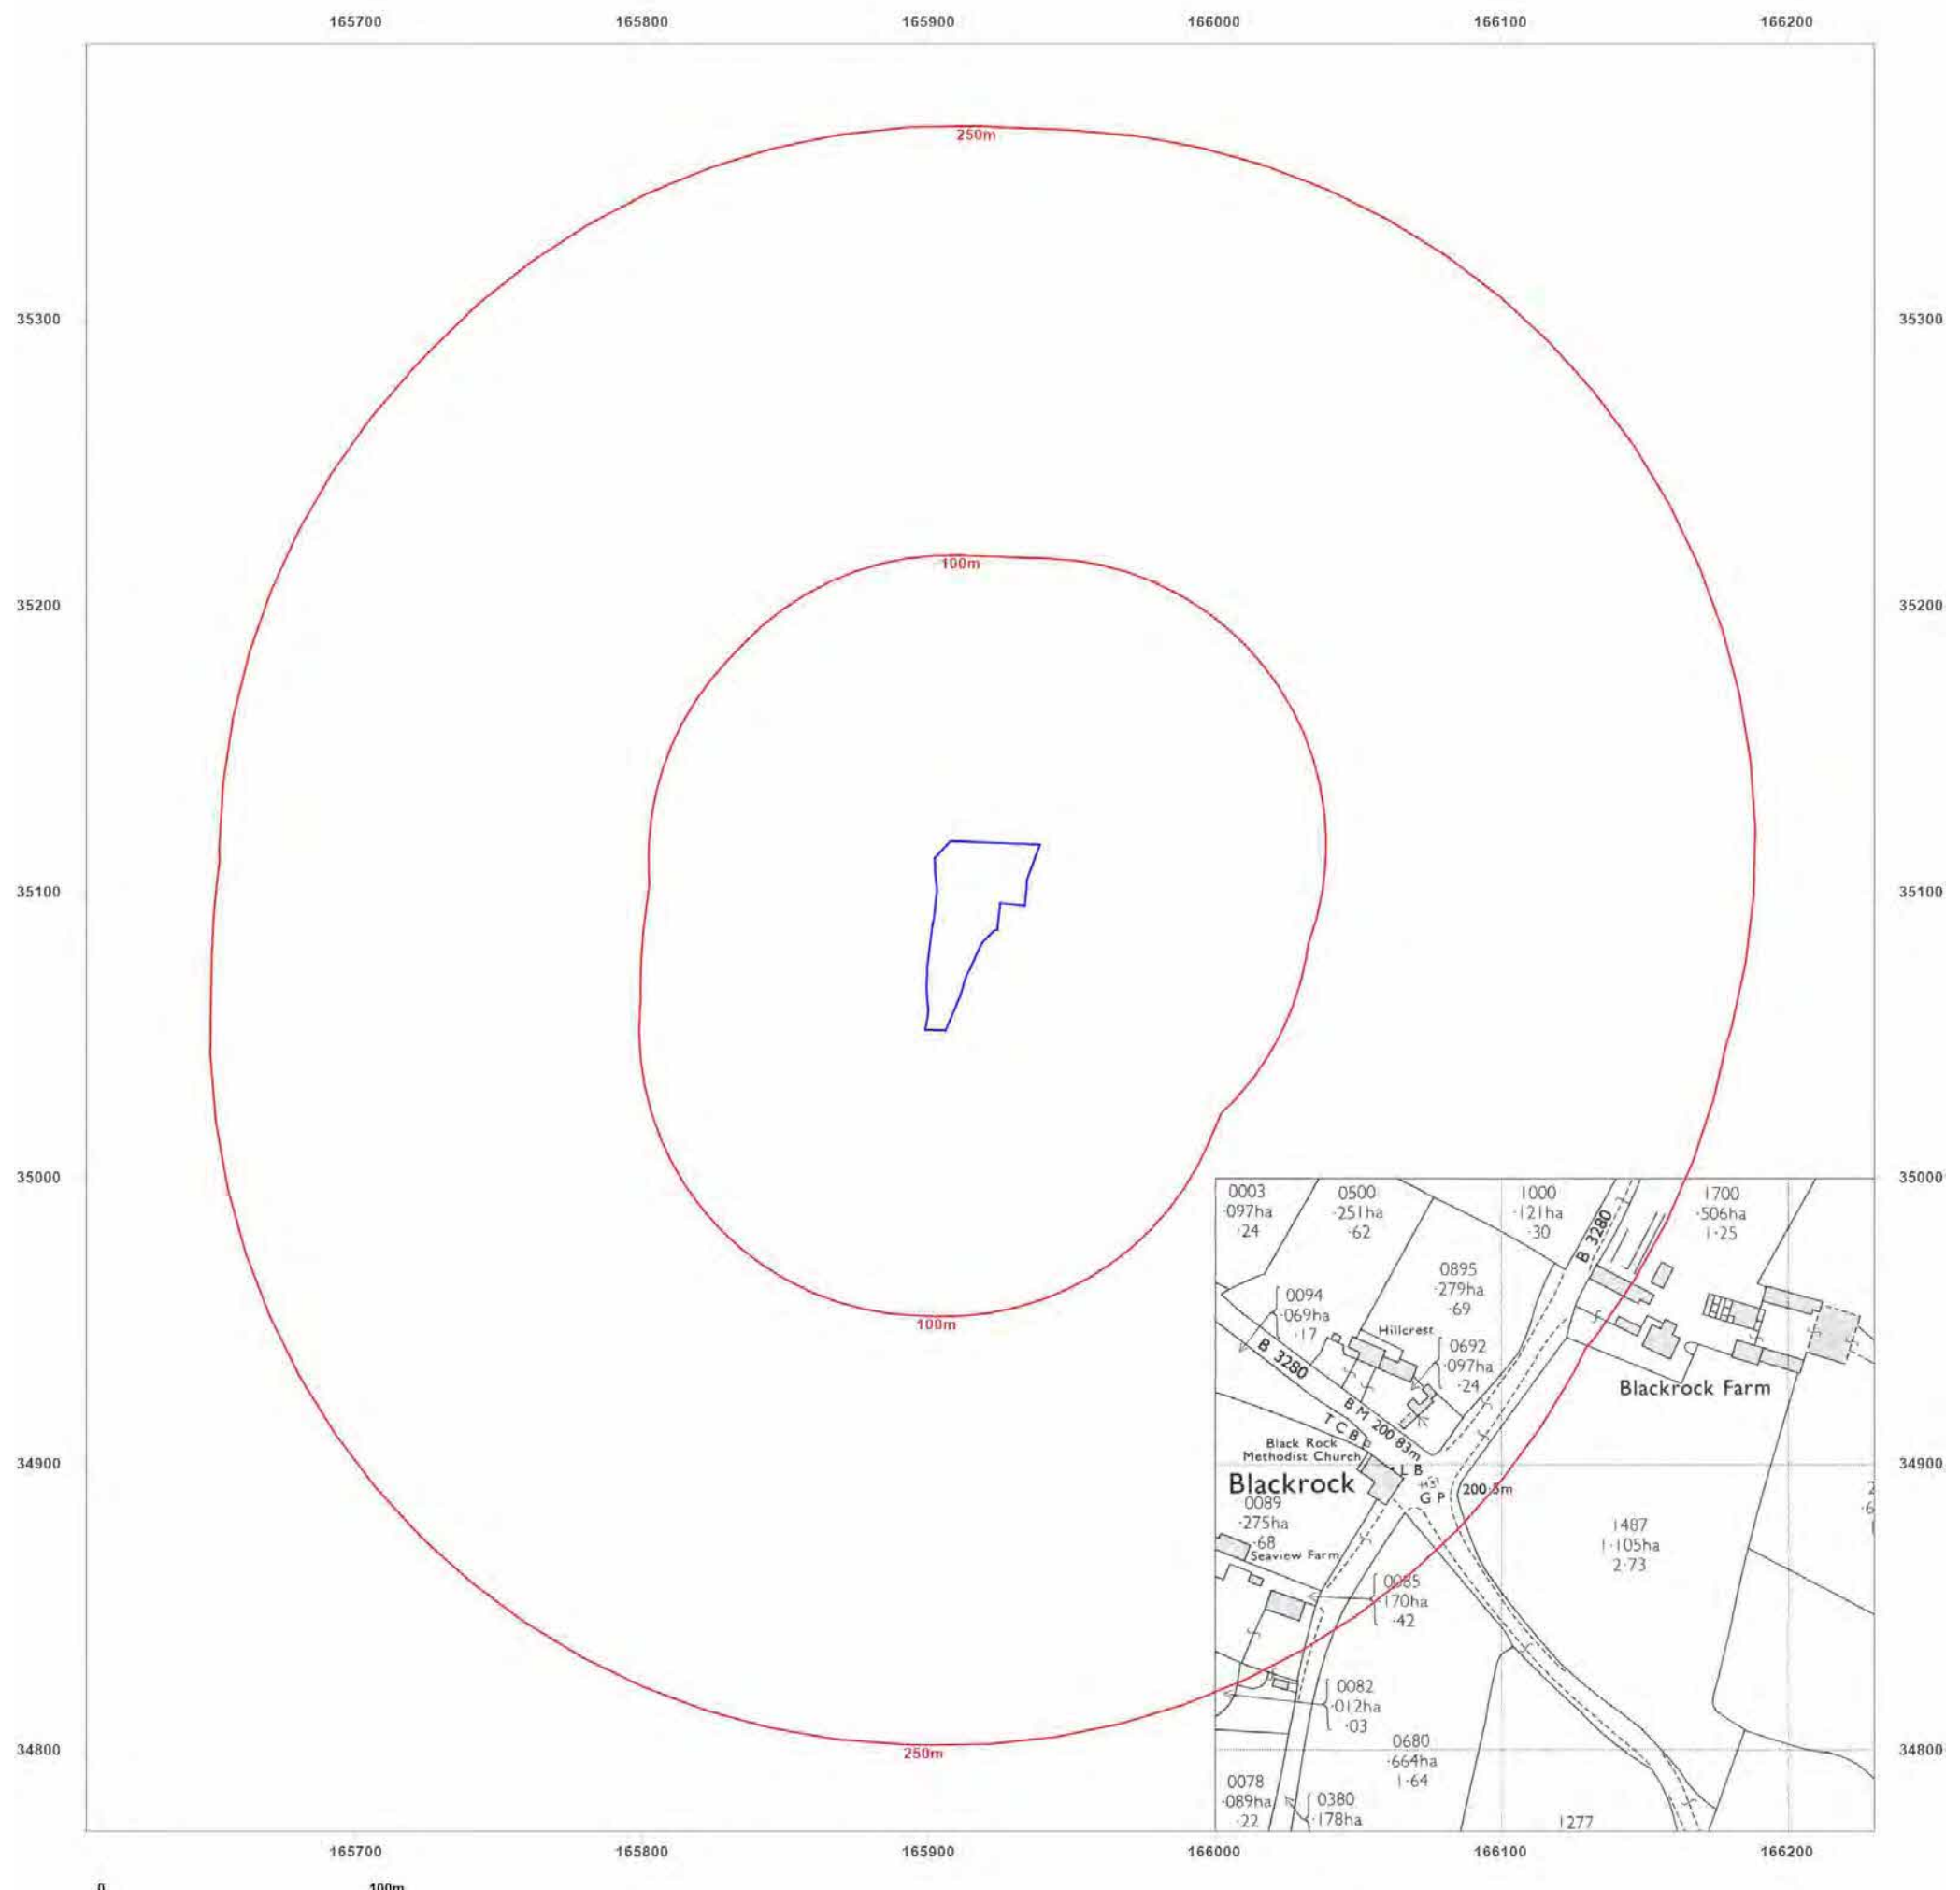 165700 165800 165900 166000 166100 166200
250m
35300 35300
100m
35200 35200
35100 35100
35000 35000
0003
·097ha
·24
0500
·251ha
·62
1000
·121ha
·30
B 3280
1700
·506ha
1·25
0895
·279ha
·69
0094
·069ha
·17
Hillcrest
0692
·097ha
·24
B 3280
100m
Blackrock Farm
B M 200·83m
T C B
Black Rock
Methodist Church
L B
34900 34900
Blackrock
G P
200·5m
0089
·275ha
·68
1487
1·105ha
2·73
Seaview Farm
0085
·170ha
·42
0082
·012ha
·03
34800 34800
250m
0680
·664ha
1·64
0078
·089ha
·22
0380
·178ha
1277
165700 165800 165900 166000 166100 166200
0 100m